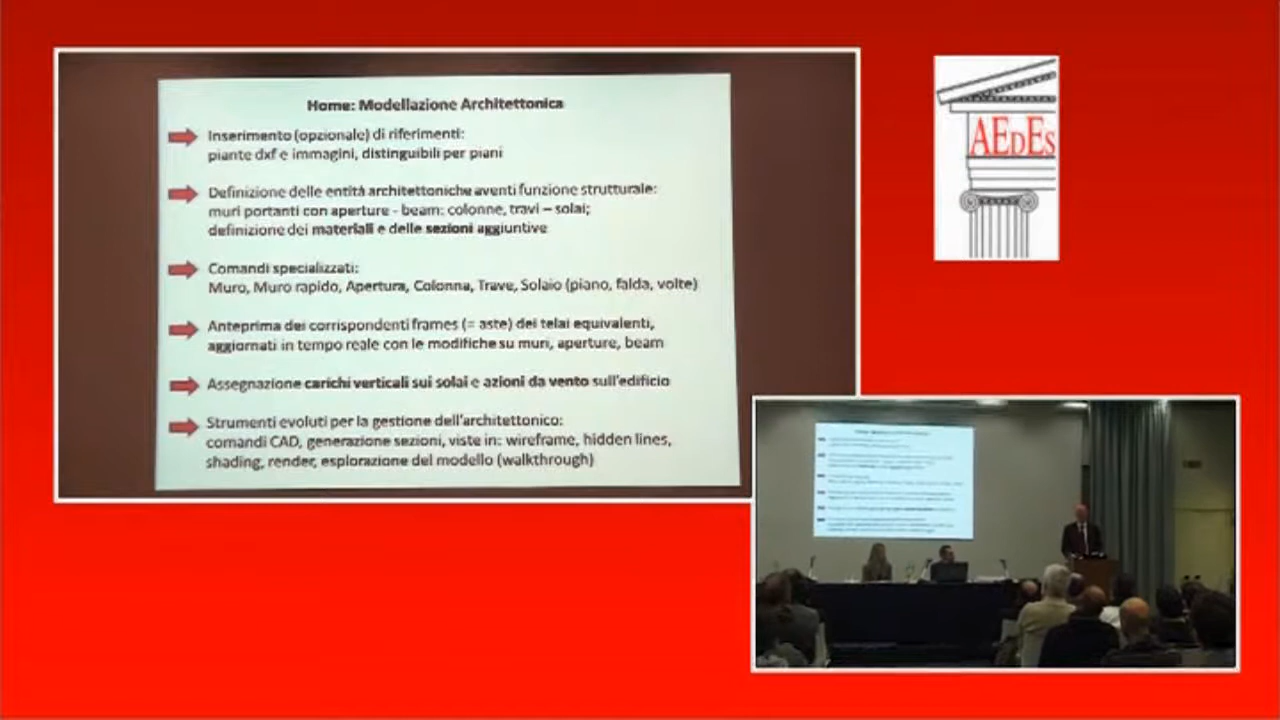 Home: Modellazione Architettonica
Inserimento (opzionale) di riferimenti:
piante dxf e immagini, distinguibili per piani
Definizione delle entità architettoniche aventi funzione strutturale:
muri portanti con aperture - beam: colonne, travi – solai;
definizione dei materiali e delle sezioni aggiuntive
Comandi specializzati:
Muro, Muro rapido, Apertura, Colonna, Trave, Solaio (piano, falda, volte)
Anteprima dei corrispondenti frames (= aste) dei telai equivalenti,
aggiornati in tempo reale con le modifiche su muri, aperture, beam
Assegnazione carichi verticali sui solai e azioni da vento sull'edificio
Strumenti evoluti per la gestione dell'architettonico:
comandi CAD, generazione sezioni, viste in: wireframe, hidden lines,
shading, render, esplorazione del modello (walkthrough)
AEDES